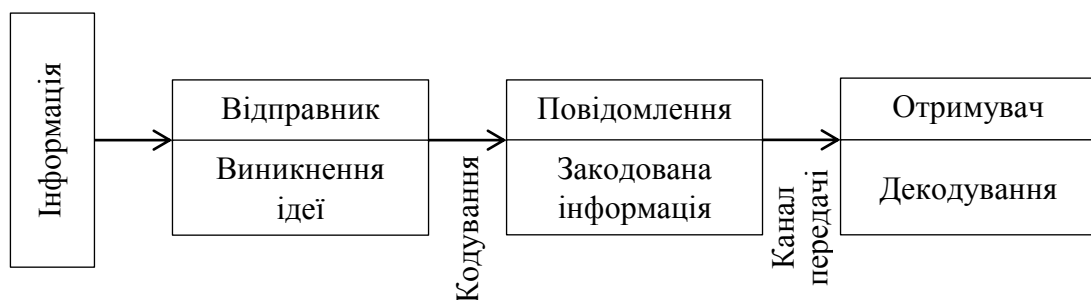 Інформація
Відправник
Виникнення
ідеї
Кодування
Повідомлення
Закодована
інформація
Канал
передачі
Отримувач
Декодування